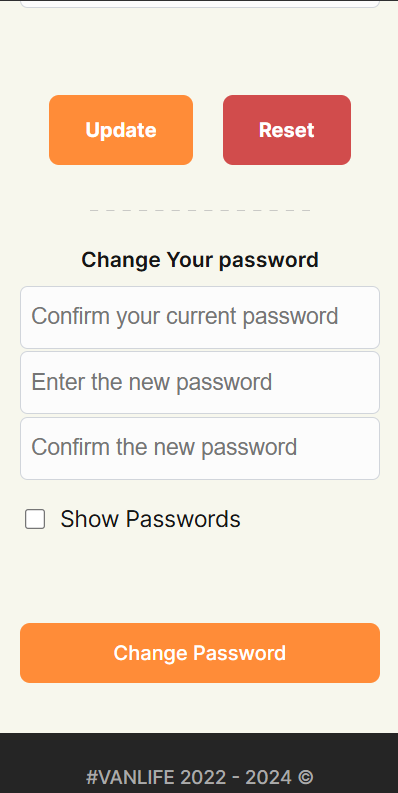 Update
Reset
Change Your password
Confirm your current password
Enter the new password
Confirm the new password
Show Passwords
Change Password
#VANLIFE 2022 - 2024 ©